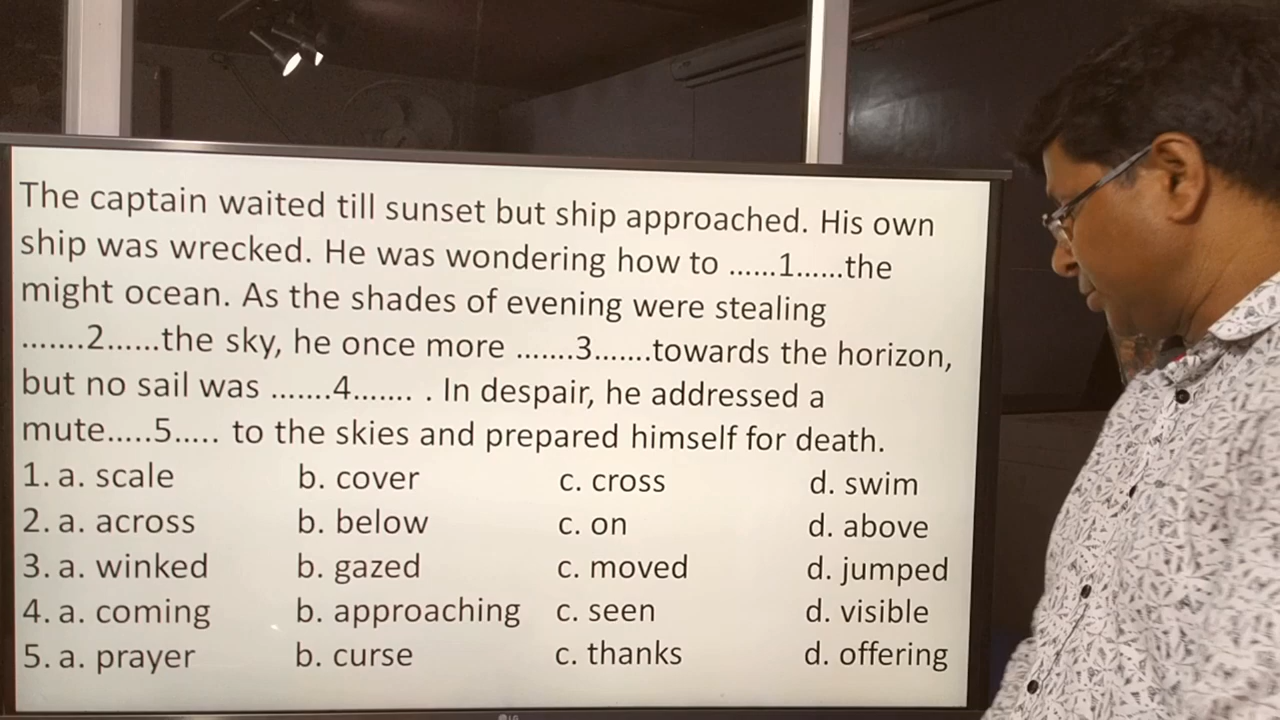 The captain waited till sunset but ship approached. His own
ship was wrecked. He was wondering how to ......1......the
might ocean. As the shades of evening were stealing
.......2......the sky, he once more .......3.......towards the horizon,
but no sail was .......4....... . In despair, he addressed a
mute.....5..... to the skies and prepared himself for death.
1. a. scale b. cover c. cross d. swim
2. a. across b. below c. on d. above
3. a. winked b. gazed c. moved d. jumped
4. a. coming b. approaching c. seen d. visible
5. a. prayer b. curse c. thanks d. offering
LG